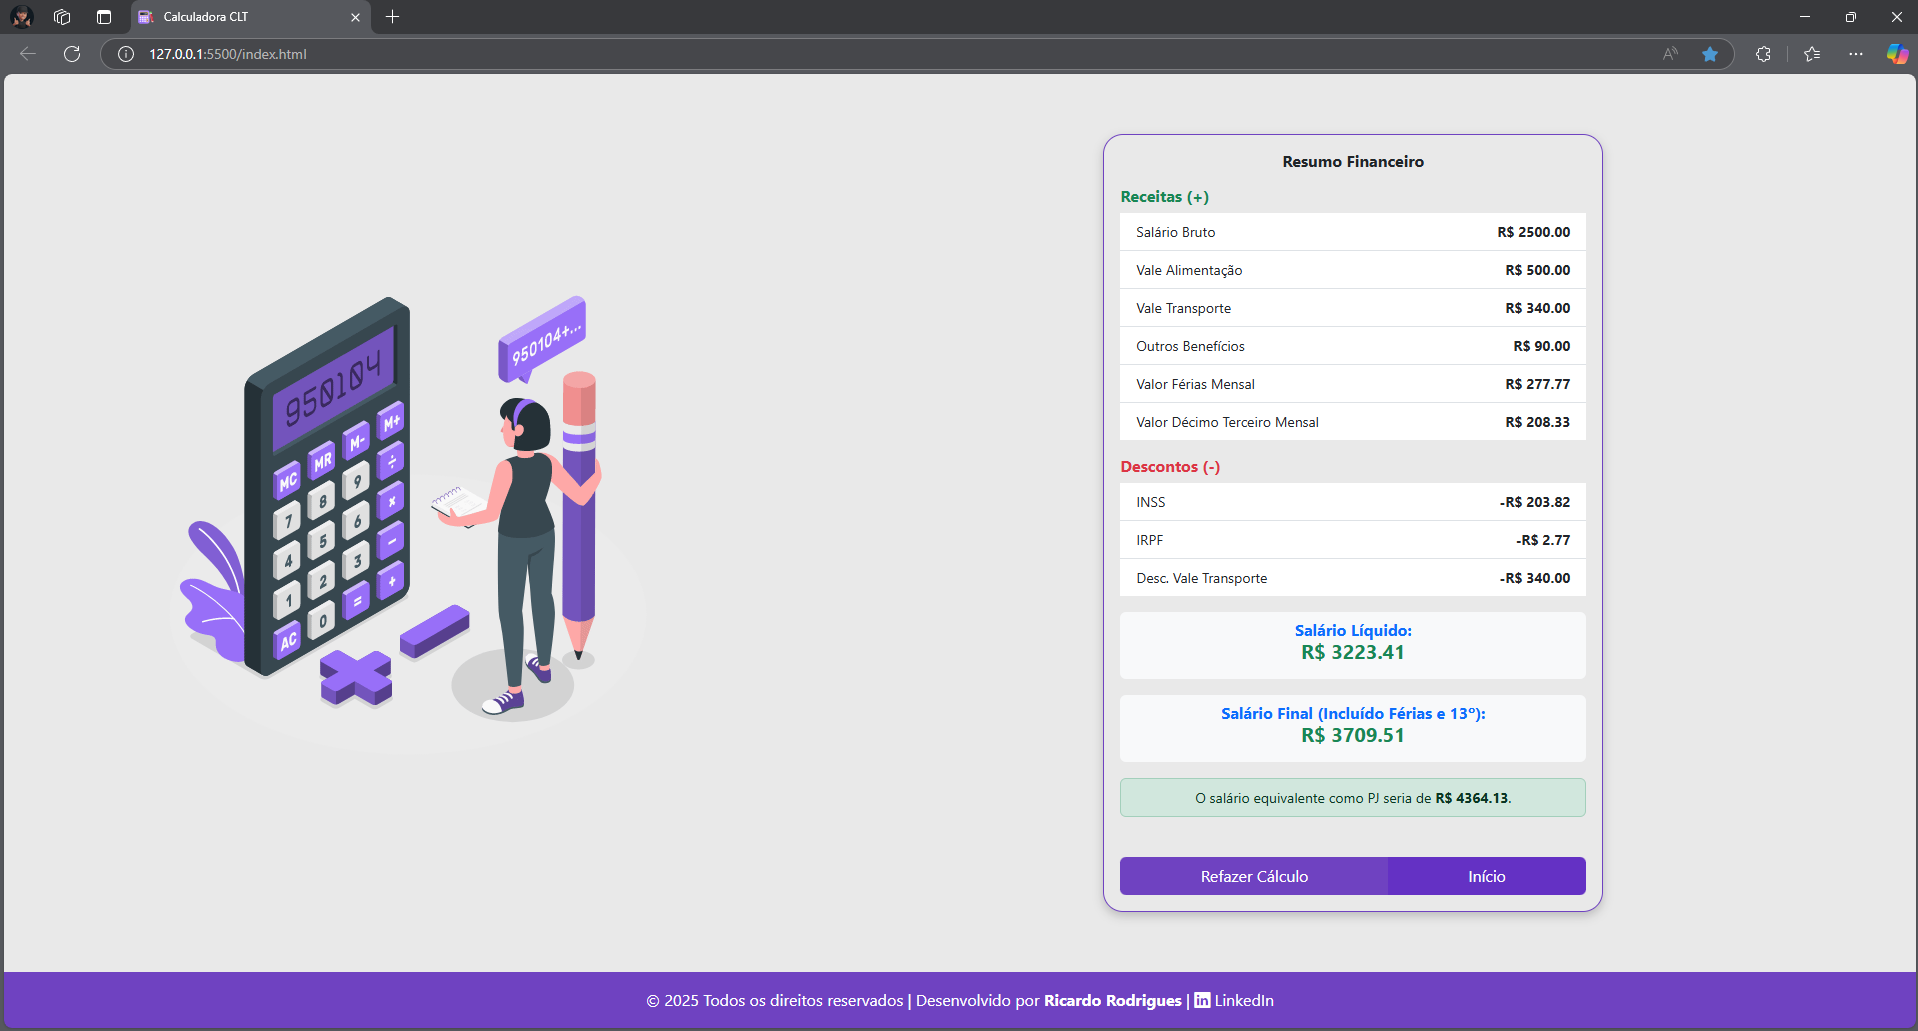 Calculadora CLT
127.0.0.1:5500/index.html
950104
950104+...
MC MR M- M+
7 8 9 ÷
4 5 6 ×
1 2 3 −
AC 0 = +
Resumo Financeiro
Receitas (+)
Salário Bruto R$ 2500.00
Vale Alimentação R$ 500.00
Vale Transporte R$ 340.00
Outros Benefícios R$ 90.00
Valor Férias Mensal R$ 277.77
Valor Décimo Terceiro Mensal R$ 208.33
Descontos (-)
INSS -R$ 203.82
IRPF -R$ 2.77
Desc. Vale Transporte -R$ 340.00
Salário Líquido:
R$ 3223.41
Salário Final (Incluído Férias e 13º):
R$ 3709.51
O salário equivalente como PJ seria de R$ 4364.13.
Refazer Cálculo Início
© 2025 Todos os direitos reservados | Desenvolvido por Ricardo Rodrigues | in LinkedIn